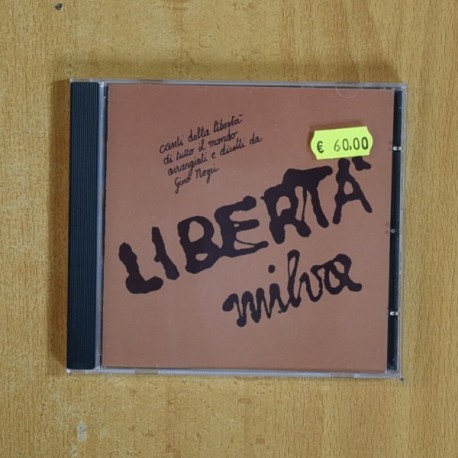 canti della libertà
di tutto il mondo
arrangiati e diretti da
Gino Negri
€ 60,00
LIBERTÀ
milva